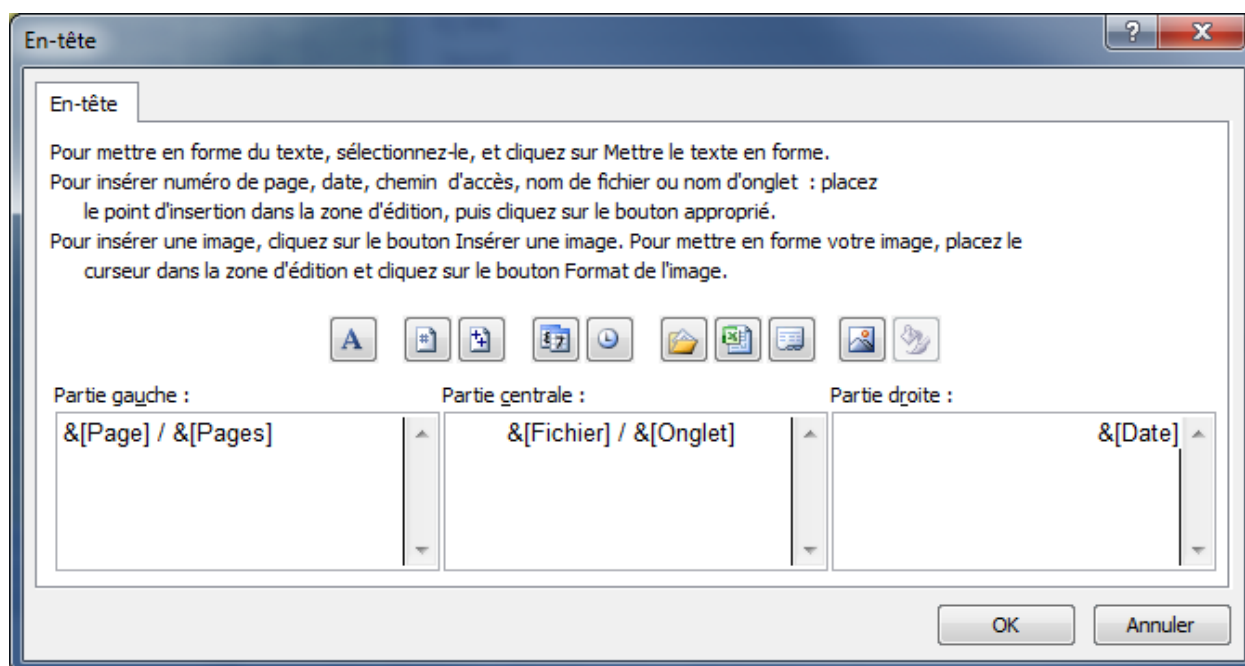 En-tête
En-tête
Pour mettre en forme du texte, sélectionnez-le, et cliquez sur Mettre le texte en forme.
Pour insérer numéro de page, date, chemin d'accès, nom de fichier ou nom d'onglet : placez
le point d'insertion dans la zone d'édition, puis cliquez sur le bouton approprié.
Pour insérer une image, cliquez sur le bouton Insérer une image. Pour mettre en forme votre image, placez le
curseur dans la zone d'édition et cliquez sur le bouton Format de l'image.
Partie gauche : Partie centrale : Partie droite :
&[Page] / &[Pages] &[Fichier] / &[Onglet] &[Date]
OK Annuler